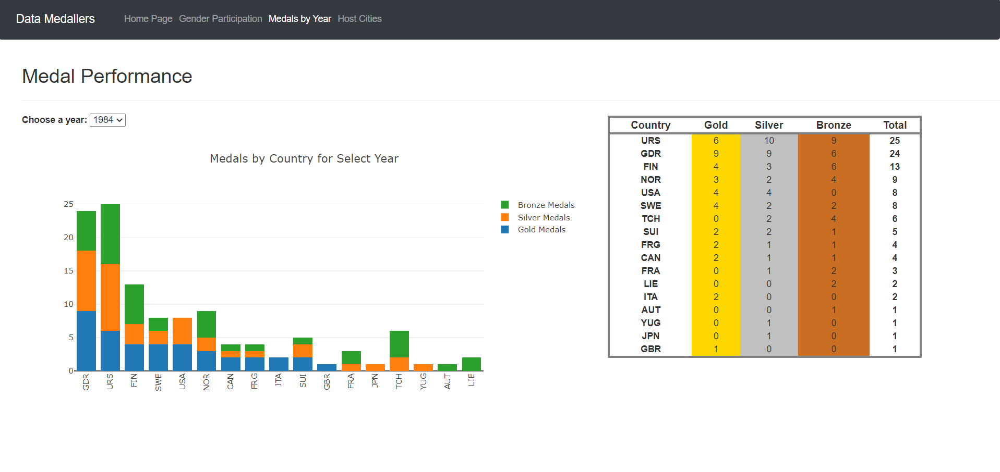 Data Medallers Home Page Gender Participation Medals by Year Host Cities
Medal Performance
Choose a year: 1984
Medals by Country for Select Year
25
20
15
10
5
0
GDR URS FIN SWE USA NOR CAN FRG ITA SUI GBR FRA JPN TCH YUG AUT LIE
Bronze Medals
Silver Medals
Gold Medals
Country Gold Silver Bronze Total
URS 6 10 9 25
GDR 9 9 6 24
FIN 4 3 6 13
NOR 3 2 4 9
USA 4 4 0 8
SWE 4 2 2 8
TCH 0 2 4 6
SUI 2 2 1 5
FRG 2 1 1 4
CAN 2 1 1 4
FRA 0 1 2 3
LIE 0 0 2 2
ITA 2 0 0 2
AUT 0 0 1 1
YUG 0 1 0 1
JPN 0 1 0 1
GBR 1 0 0 1